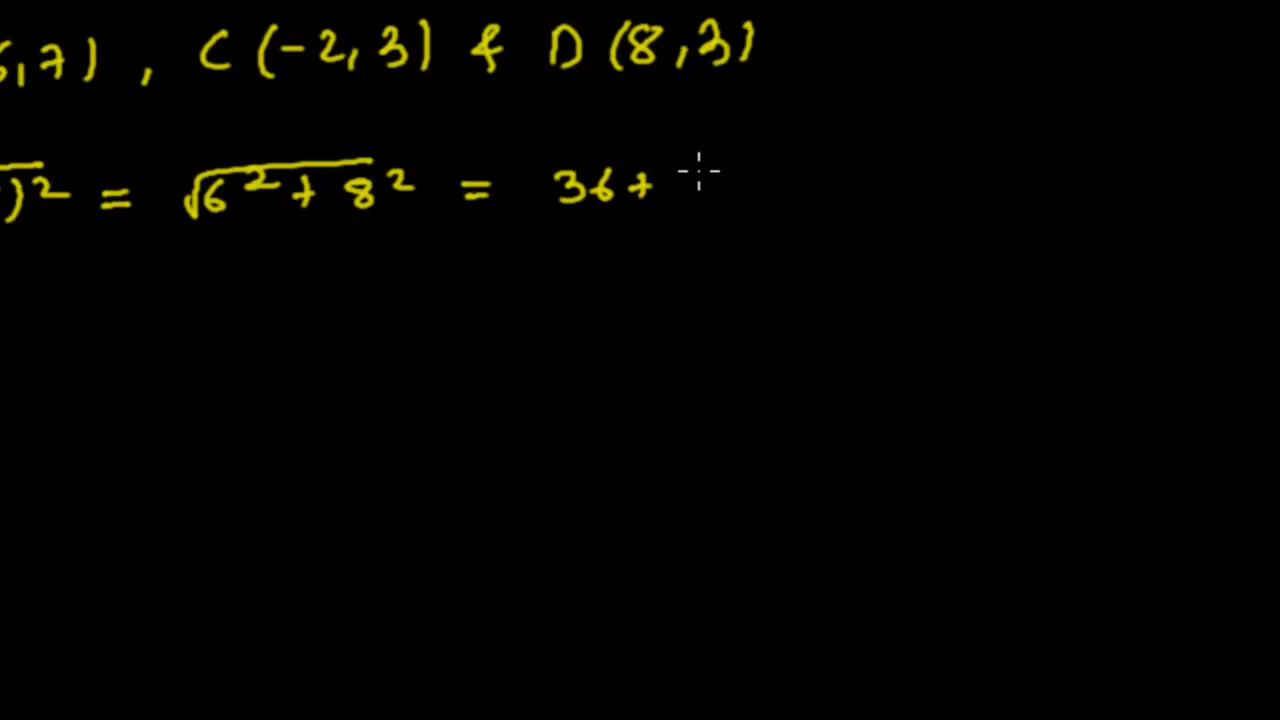 ,7) , C (-2, 3) & D (8, 3)
)² = √6² + 8² = 36 +